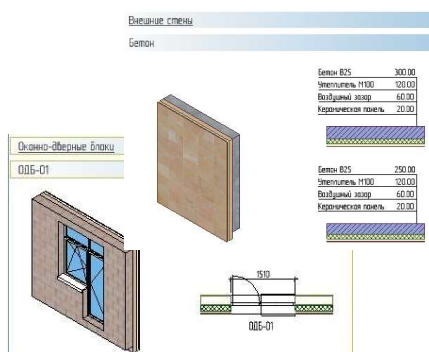 Внешние стены
Бетон
Бетон В25 300.00
Утеплитель М100 120.00
Воздушный зазор 60.00
Керамическая панель 20.00
Оконно-дверные блоки
ОДБ-01
Бетон В25 250.00
Утеплитель М100 120.00
Воздушный зазор 60.00
Керамическая панель 20.00
1510
ОДБ-01